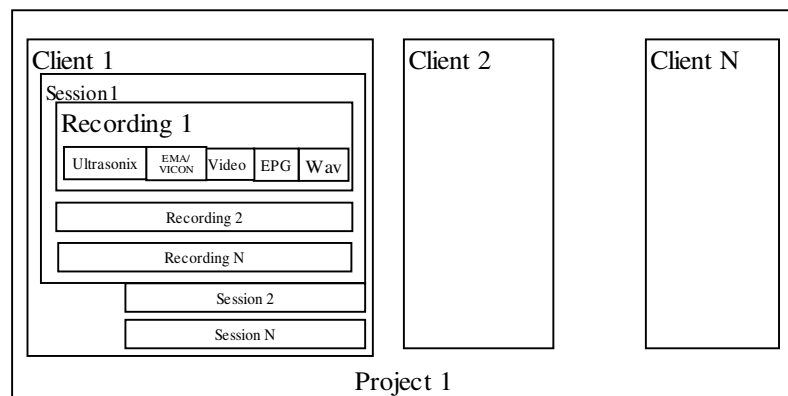 Client 1
Session1
Recording 1
Ultrasonix
EMA/
VICON
Video
EPG
Wav
Recording 2
Recording N
Session 2
Session N
Client 2
Client N
Project 1